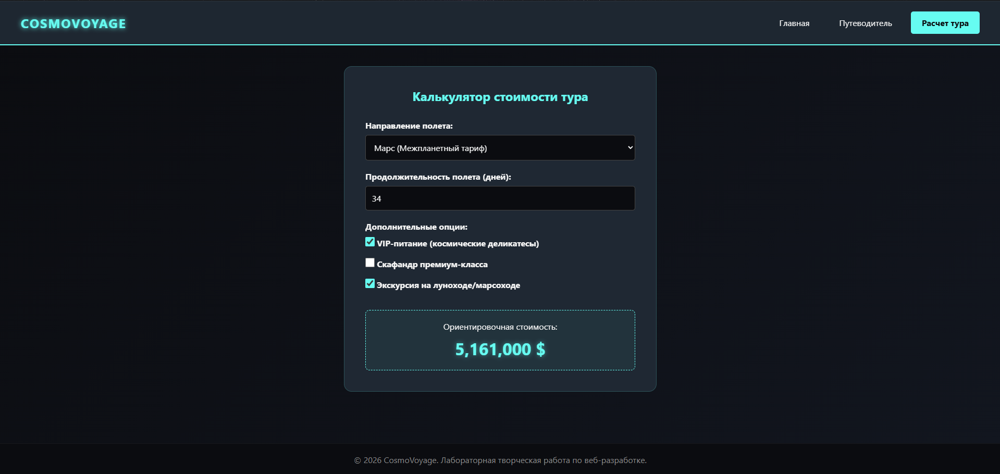 COSMOVOYAGE
Главная
Путеводитель
Расчет тура
Калькулятор стоимости тура
Направление полета:
Марс (Межпланетный тариф)
Продолжительность полета (дней):
34
Дополнительные опции:
VIP-питание (космические деликатесы)
Скафандр премиум-класса
Экскурсия на луноходе/марсоходе
Ориентировочная стоимость:
5,161,000 $
© 2026 CosmoVoyage. Лабораторная творческая работа по веб-разработке.